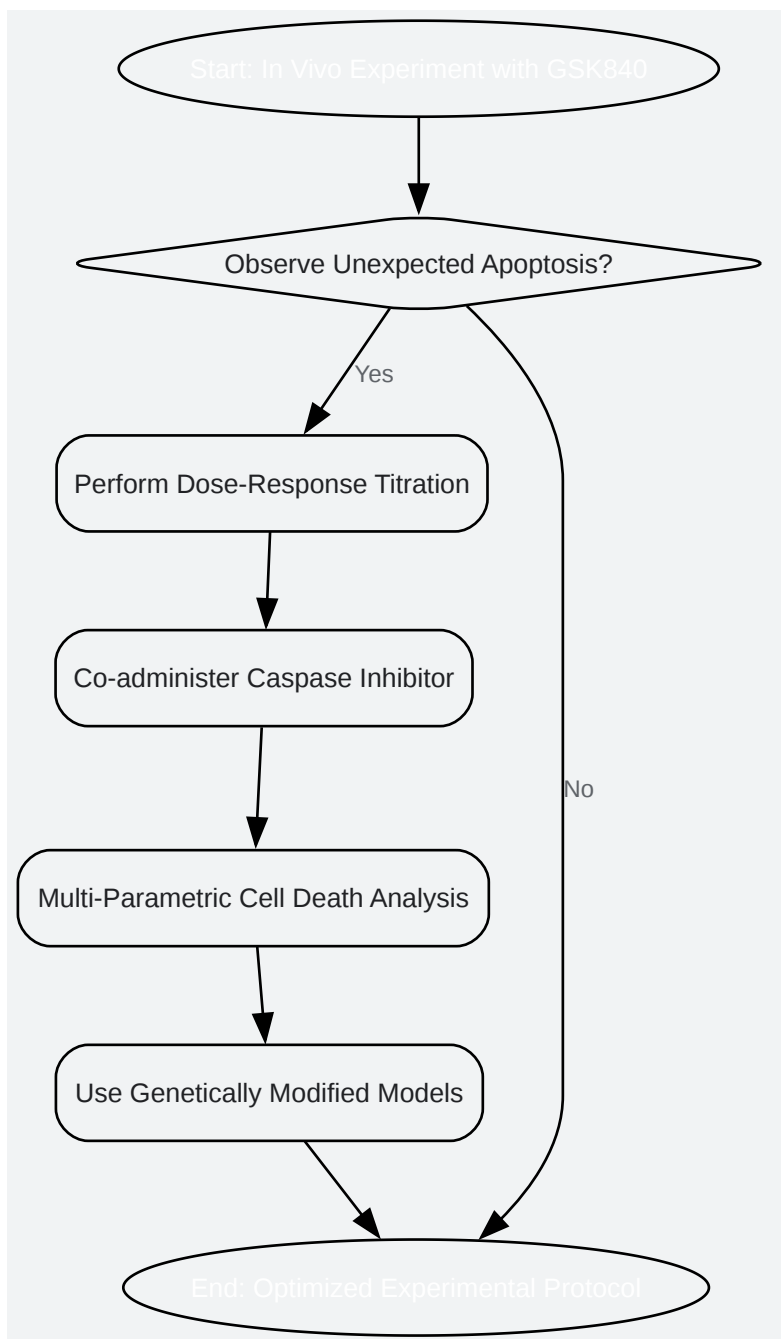 Start: In Vivo Experiment with GSK840
Observe Unexpected Apoptosis?
Yes
Perform Dose-Response Titration
Co-administer Caspase Inhibitor
No
Multi-Parametric Cell Death Analysis
Use Genetically Modified Models
End: Optimized Experimental Protocol